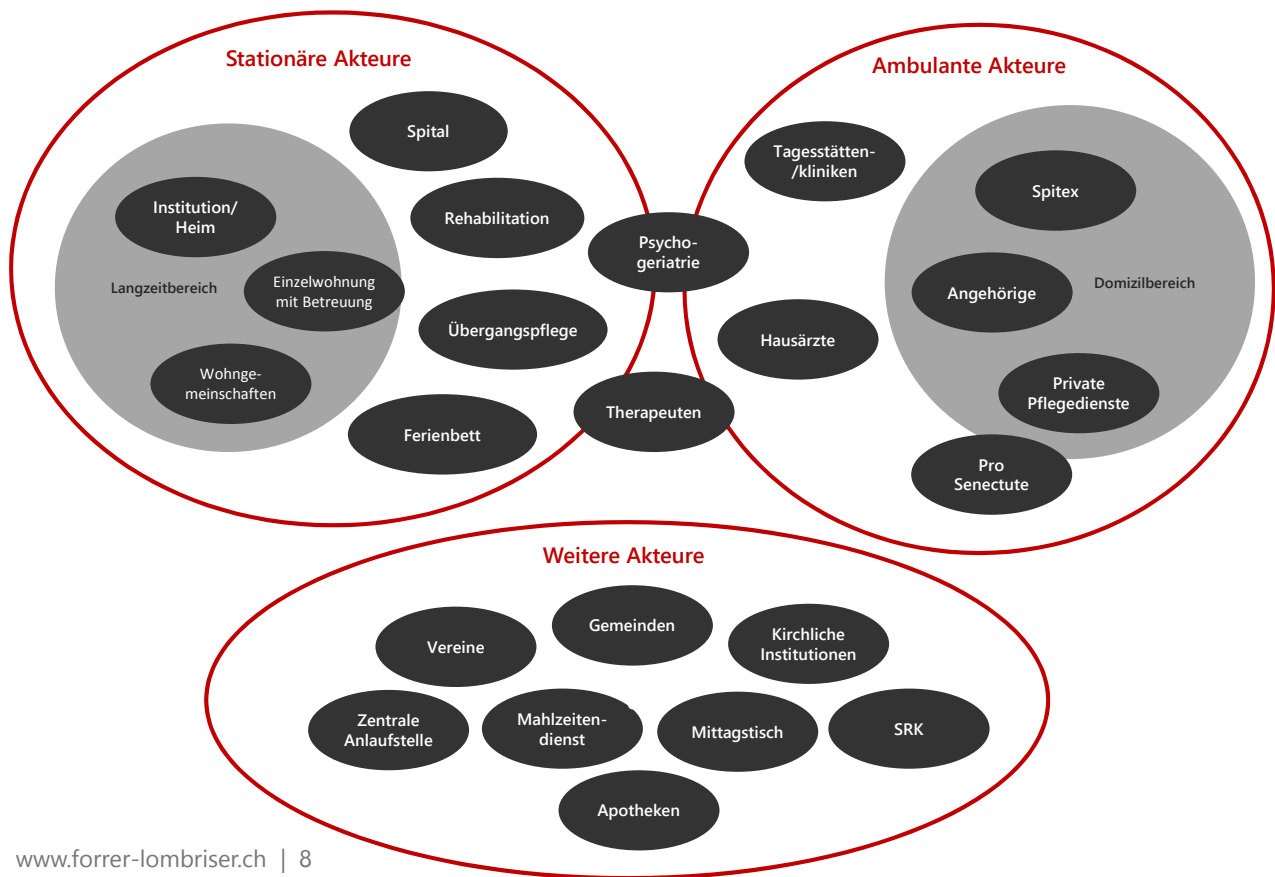 Stationäre Akteure
Spital
Institution/
Heim
Rehabilitation
Langzeitbereich
Einzelwohnung
mit Betreuung
Übergangspflege
Wohnge-
meinschaften
Ferienbett
Psycho-
geriatrie
Therapeuten
Ambulante Akteure
Tagesstätten-
/kliniken
Spitex
Angehörige
Domizilbereich
Hausärzte
Private
Pflegedienste
Pro
Senectute
Weitere Akteure
Vereine
Gemeinden
Kirchliche
Institutionen
Zentrale
Anlaufstelle
Mahlzeiten-
dienst
Mittagstisch
SRK
Apotheken
www.forrer-lombriser.ch | 8